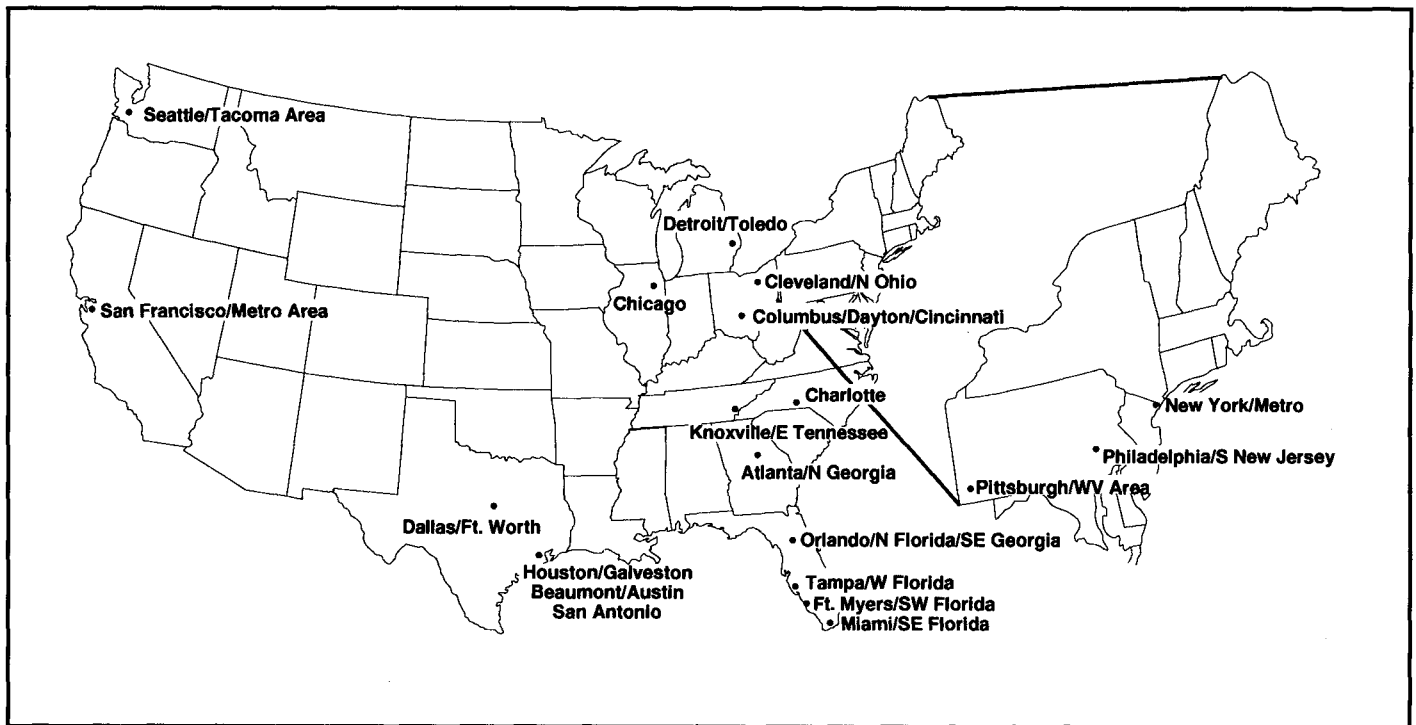 Seattle/Tacoma Area
Detroit/Toledo
Cleveland/N Ohio
Chicago
San Francisco/Metro Area
Columbus/Dayton/Cincinnati
Charlotte
New York/Metro
Knoxville/E Tennessee
Philadelphia/S New Jersey
Atlanta/N Georgia
Pittsburgh/WV Area
Dallas/Ft. Worth
Orlando/N Florida/SE Georgia
Houston/Galveston
Beaumont/Austin
San Antonio
Tampa/W Florida
Ft. Myers/SW Florida
Miami/SE Florida